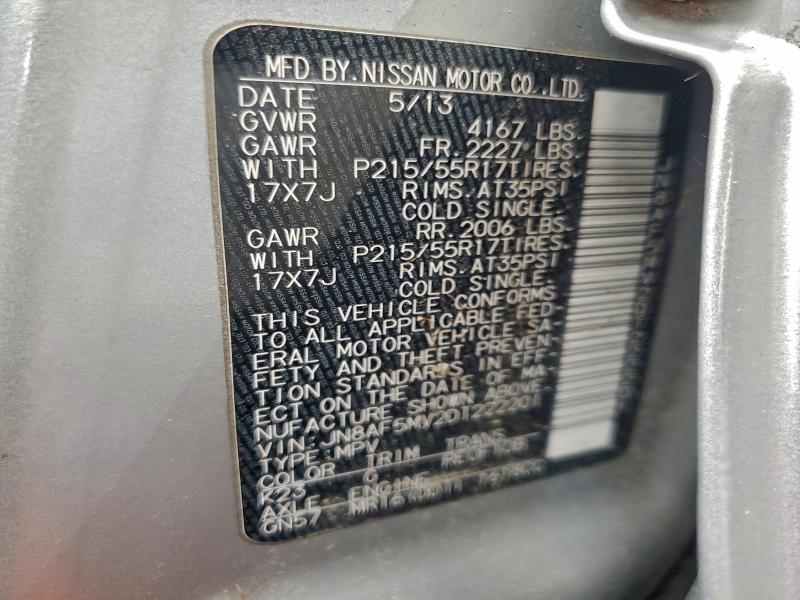 MFD BY.NISSAN MOTOR CO.,LTD.
DATE 5/13
GVWR 4167 LBS.
GAWR FR.2227 LBS.
WITH P215/55R17TIRES.
17X7J RIMS.AT35PSI
COLD SINGLE.
GAWR RR.2006 LBS.
WITH P215/55R17TIRES.
17X7J RIMS.AT35PSI
COLD SINGLE.
THIS VEHICLE CONFORMS
TO ALL APPLICABLE FED-
ERAL MOTOR VEHICLE SA-
FETY AND THEFT PREVEN-
TION STANDARDS IN EFF-
ECT ON THE DATE OF MA-
NUFACTURE SHOWN ABOVE.
VIN:JN8AF5MV2DT222201
TYPE:MPV
COLOR TRIM TRANS
K23 G
AXLE ENGINE
GN57